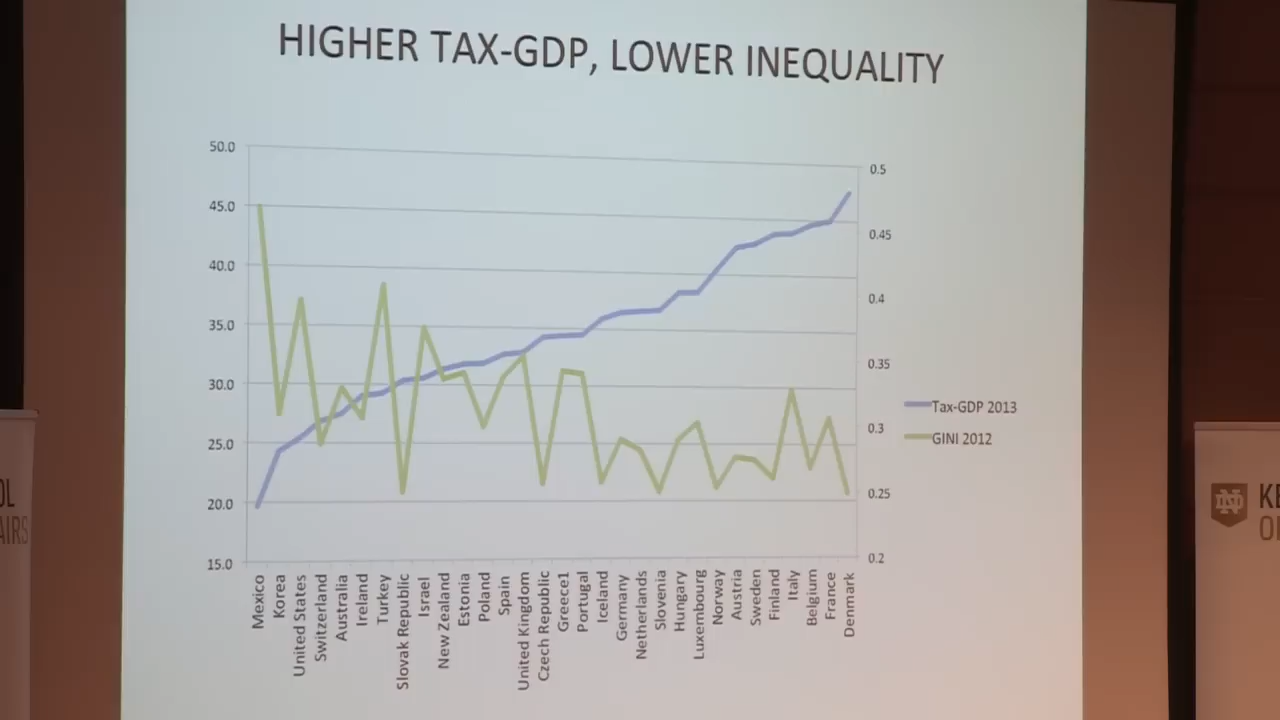 HIGHER TAX-GDP, LOWER INEQUALITY
50.0
45.0
40.0
35.0
30.0
25.0
20.0
15.0
0.5
0.45
0.4
0.35
0.3
0.25
0.2
Tax-GDP 2013
GINI 2012
Mexico
Korea
United States
Switzerland
Australia
Ireland
Turkey
Slovak Republic
Israel
New Zealand
Estonia
Poland
Spain
United Kingdom
Czech Republic
Greece1
Portugal
Iceland
Germany
Netherlands
Slovenia
Hungary
Luxembourg
Norway
Austria
Sweden
Finland
Italy
Belgium
France
Denmark
OL
AIRS
ND
KE